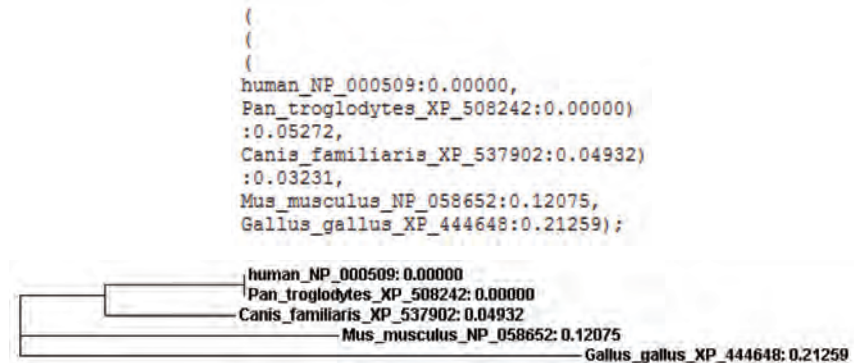 (
(
(
human_NP_000509:0.00000,
Pan_troglodytes_XP_508242:0.00000)
:0.05272,
Canis_familiaris_XP_537902:0.04932)
:0.03231,
Mus_musculus_NP_058652:0.12075,
Gallus_gallus_XP_444648:0.21259);
human_NP_000509: 0.00000
Pan_troglodytes_XP_508242: 0.00000
Canis_familiaris_XP_537902: 0.04932
Mus_musculus_NP_058652: 0.12075
Gallus_gallus_XP_444648: 0.21259